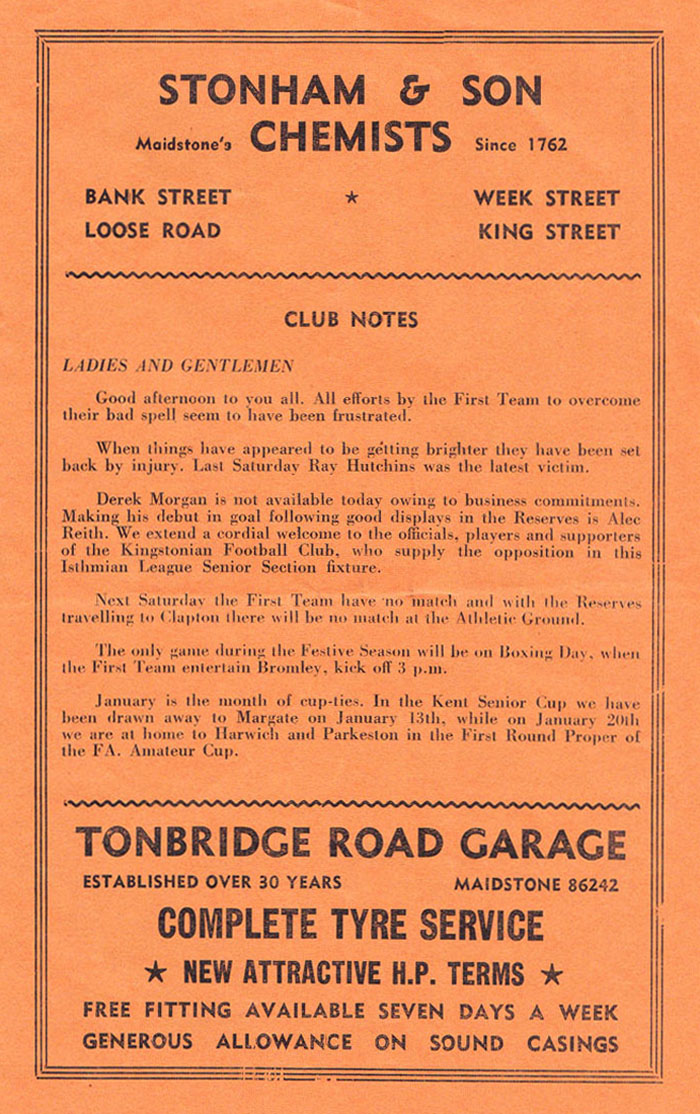 STONHAM & SON
Maidstone's CHEMISTS Since 1762
BANK STREET ★ WEEK STREET
LOOSE ROAD KING STREET
CLUB NOTES
LADIES AND GENTLEMEN
Good afternoon to you all. All efforts by the First Team to overcome
their bad spell seem to have been frustrated.
When things have appeared to be getting brighter they have been set
back by injury. Last Saturday Ray Hutchins was the latest victim.
Derek Morgan is not available today owing to business commitments.
Making his debut in goal following good displays in the Reserves is Alec
Reith. We extend a cordial welcome to the officials, players and supporters
of the Kingstonian Football Club, who supply the opposition in this
Isthmian League Senior Section fixture.
Next Saturday the First Team have no match and with the Reserves
travelling to Clapton there will be no match at the Athletic Ground.
The only game during the Festive Season will be on Boxing Day, when
the First Team entertain Bromley, kick off 3 p.m.
January is the month of cup-ties. In the Kent Senior Cup we have
been drawn away to Margate on January 13th, while on January 20th
we are at home to Harwich and Parkeston in the First Round Proper of
the FA. Amateur Cup.
TONBRIDGE ROAD GARAGE
ESTABLISHED OVER 30 YEARS MAIDSTONE 86242
COMPLETE TYRE SERVICE
★ NEW ATTRACTIVE H.P. TERMS ★
FREE FITTING AVAILABLE SEVEN DAYS A WEEK
GENEROUS ALLOWANCE ON SOUND CASINGS